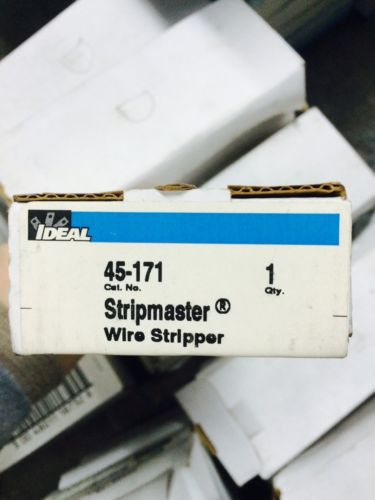 IDEAL
45-171 1
Cat. No. Qty.
Stripmaster®
Wire Stripper